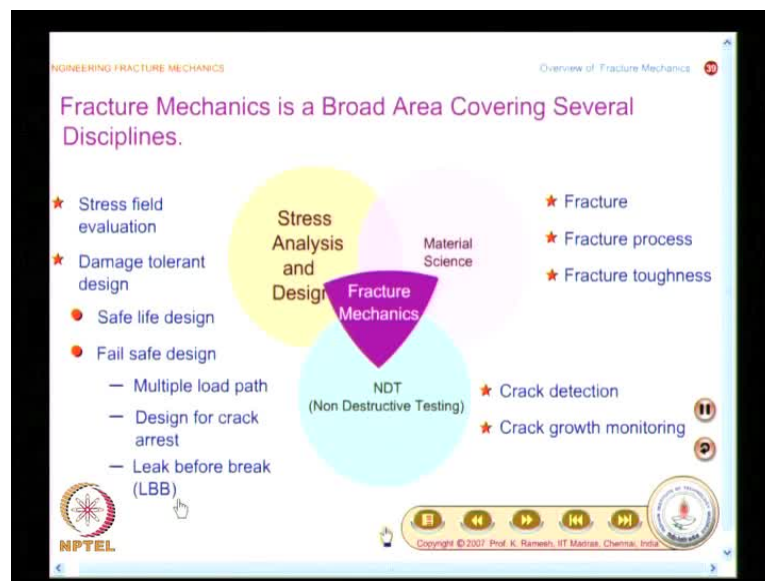 NGINEERING FRACTURE MECHANICS
Overview of Fracture Mechanics 39
Fracture Mechanics is a Broad Area Covering Several
Disciplines.
Stress field
evaluation
Damage tolerant
design
Safe life design
Fail safe design
— Multiple load path
— Design for crack
arrest
— Leak before break
(LBB)
Stress
Analysis
and
Design
Material
Science
Fracture
Mechanics
NDT
(Non Destructive Testing)
Fracture
Fracture process
Fracture toughness
Crack detection
Crack growth monitoring
NPTEL
Copyright © 2007 Prof. K. Ramesh, IIT Madras, Chennai, India